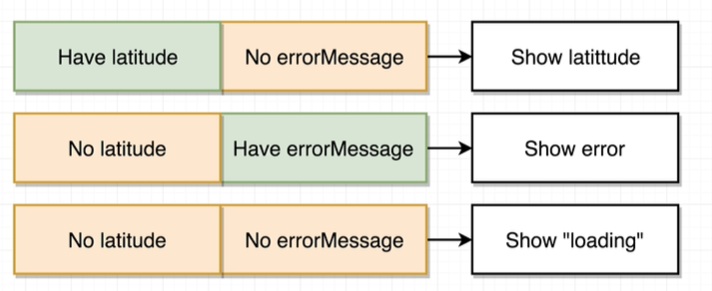 Have latitude No errorMessage Show latittude
No latitude Have errorMessage Show error
No latitude No errorMessage Show "loading"